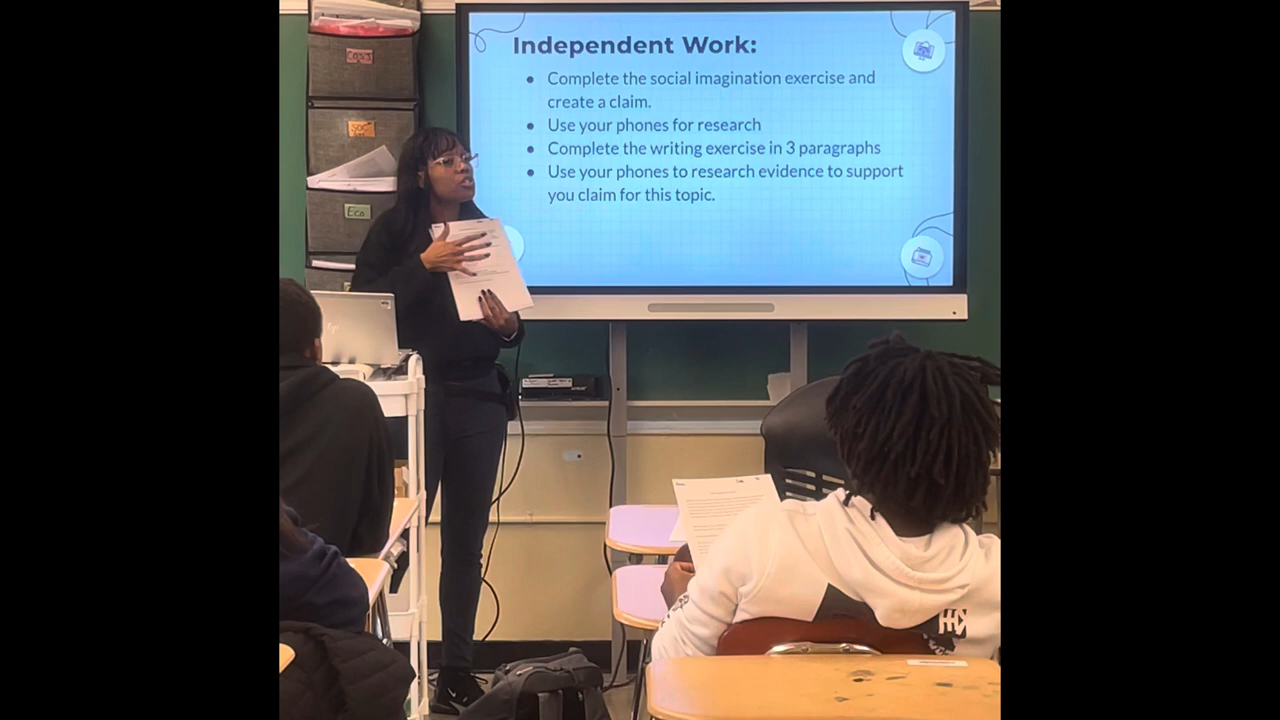 Independent Work:
Complete the social imagination exercise and
create a claim.
Use your phones for research
Complete the writing exercise in 3 paragraphs
Use your phones to research evidence to support
you claim for this topic.
Eco